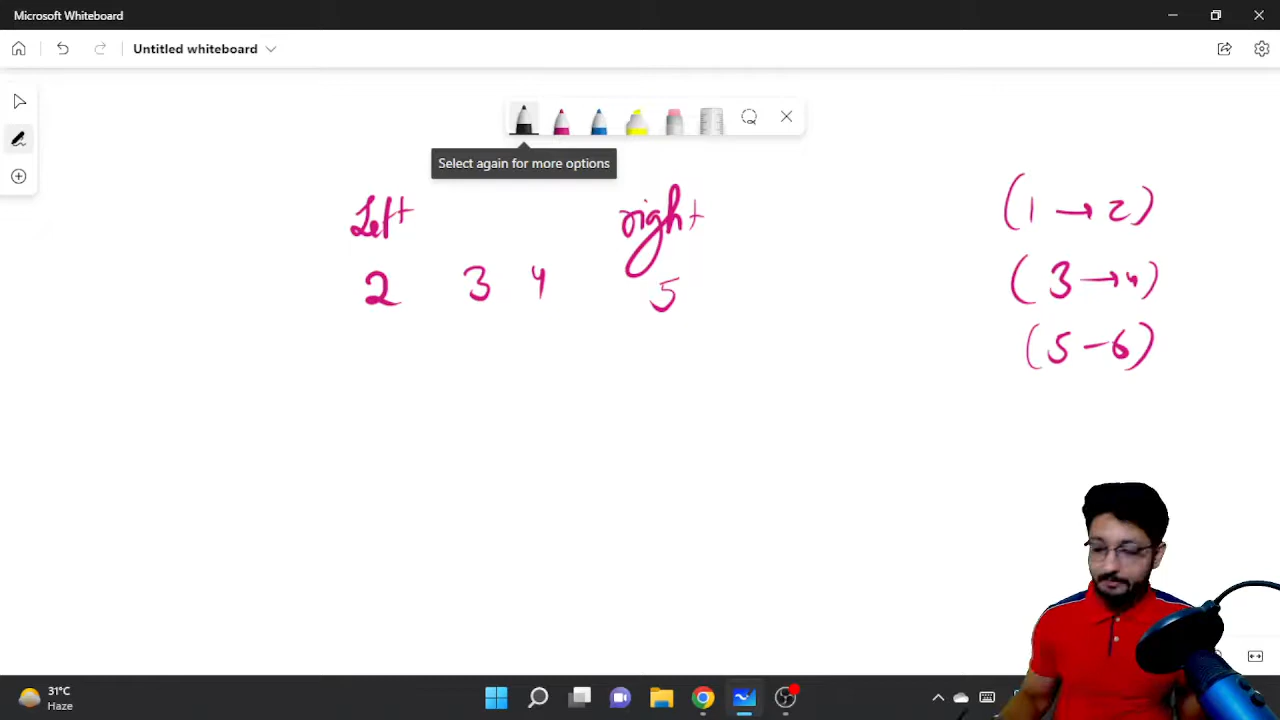 Microsoft Whiteboard
Untitled whiteboard
Select again for more options
Left right
2 3 4 5
(1 → 2)
(3 → 4)
(5 - 6)
31°C
Haze